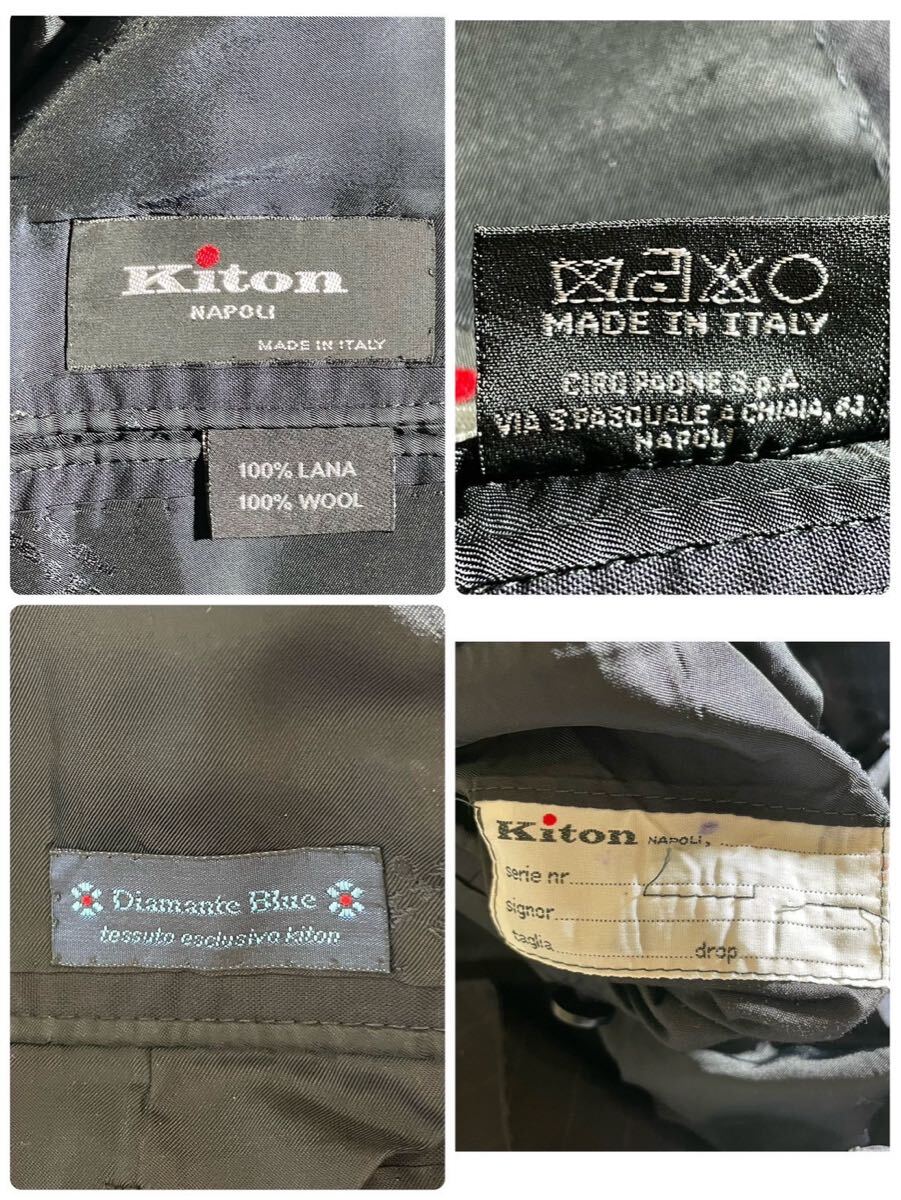 Kiton
NAPOLI
MADE IN ITALY
100% LANA
100% WOOL
MADE IN ITALY
CIRO PAONE S.p.A
VIA S.PASQUALE A CHIAIA,
NAPOLI
Diamante Blue
tessuto esclusivo kiton
Kiton NAPOLI,
serie nr
signor
taglia drop